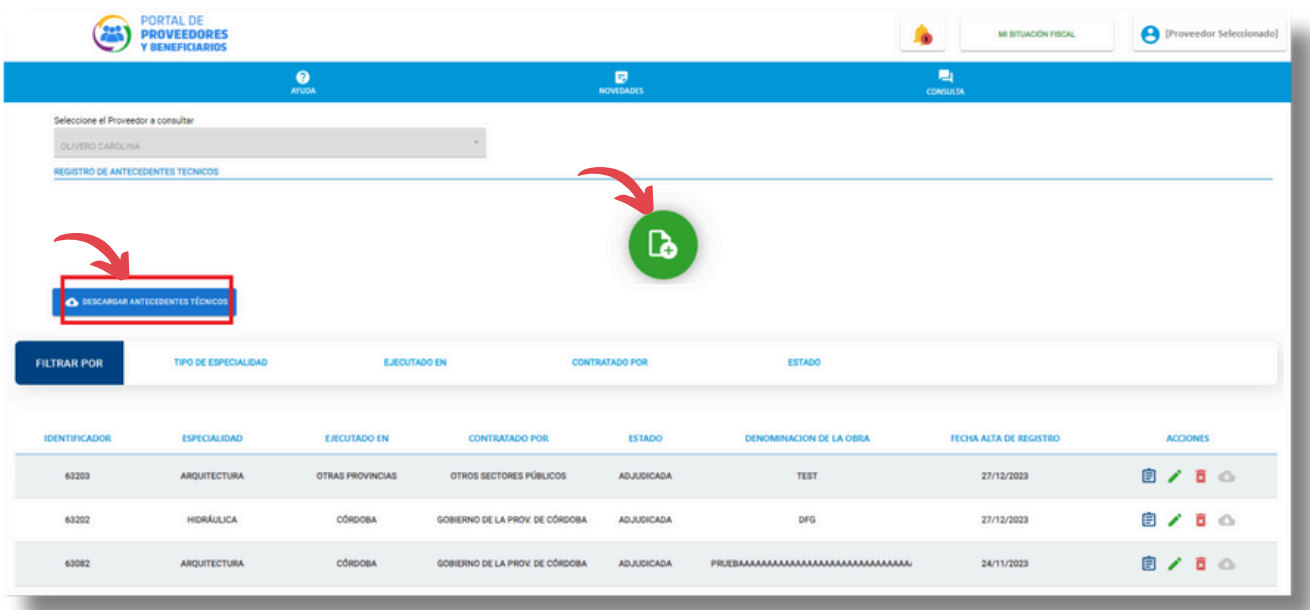 PORTAL DE
PROVEEDORES
Y BENEFICIARIOS
MI SITUACIÓN FISCAL
[Proveedor Seleccionado]
AYUDA
NOVEDADES
CONSULTA
Seleccione el Proveedor a consultar
OLIVERO CAROLINA
REGISTRO DE ANTECEDENTES TECNICOS
DESCARGAR ANTECEDENTES TÉCNICOS
FILTRAR POR TIPO DE ESPECIALIDAD EJECUTADO EN CONTRATADO POR ESTADO
IDENTIFICADOR ESPECIALIDAD EJECUTADO EN CONTRATADO POR ESTADO DENOMINACION DE LA OBRA FECHA ALTA DE REGISTRO ACCIONES
63203 ARQUITECTURA OTRAS PROVINCIAS OTROS SECTORES PÚBLICOS ADJUDICADA TEST 27/12/2023
63202 HIDRÁULICA CÓRDOBA GOBIERNO DE LA PROV. DE CÓRDOBA ADJUDICADA DFG 27/12/2023
63082 ARQUITECTURA CÓRDOBA GOBIERNO DE LA PROV. DE CÓRDOBA ADJUDICADA 24/11/2023